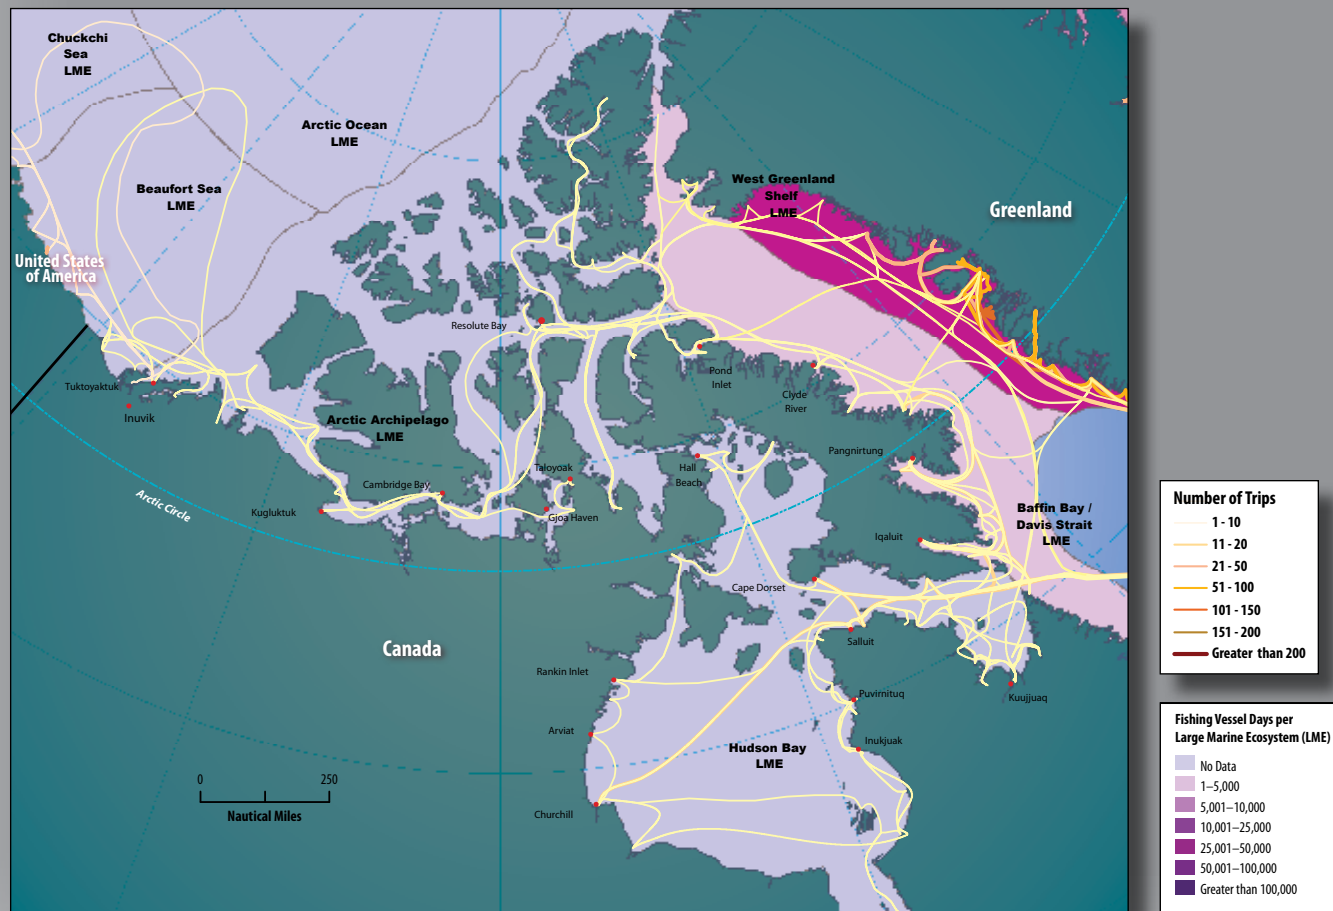 Chuckchi
Sea
LME
Arctic Ocean
LME
Beaufort Sea
LME
West Greenland
Shelf
LME
Greenland
United States
of America
Resolute Bay
Pond
Inlet
Clyde
River
Tuktoyaktuk
Inuvik
Arctic Archipelago
LME
Hall
Beach
Pangnirtung
Taloyoak
Cambridge Bay
Arctic Circle
Kugluktuk
Gjoa Haven
Baffin Bay /
Davis Strait
LME
Iqaluit
Cape Dorset
Canada
Salluit
Rankin Inlet
Puvirnituq
Kuujjuaq
Arviat
Inukjuak
Hudson Bay
LME
0 250
Nautical Miles
Churchill
Number of Trips
1 - 10
11 - 20
21 - 50
51 - 100
101 - 150
151 - 200
Greater than 200
Fishing Vessel Days per
Large Marine Ecosystem (LME)
No Data
1–5,000
5,001–10,000
10,001–25,000
25,001–50,000
50,001–100,000
Greater than 100,000